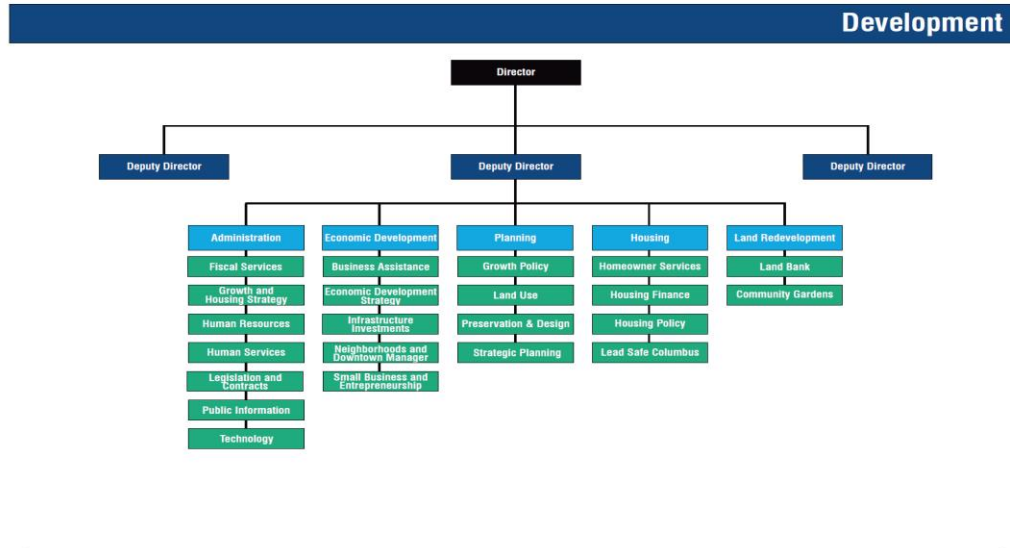 Development
Director
Deputy Director
Deputy Director
Deputy Director
Administration
Fiscal Services
Growth and
Housing Strategy
Human Resources
Human Services
Legislation and
Contracts
Public Information
Technology
Economic Development
Business Assistance
Economic Development
Strategy
Infrastructure
Investments
Neighborhoods and
Downtown Manager
Small Business and
Entrepreneurship
Planning
Growth Policy
Land Use
Preservation & Design
Strategic Planning
Housing
Homeowner Services
Housing Finance
Housing Policy
Lead Safe Columbus
Land Redevelopment
Land Bank
Community Gardens